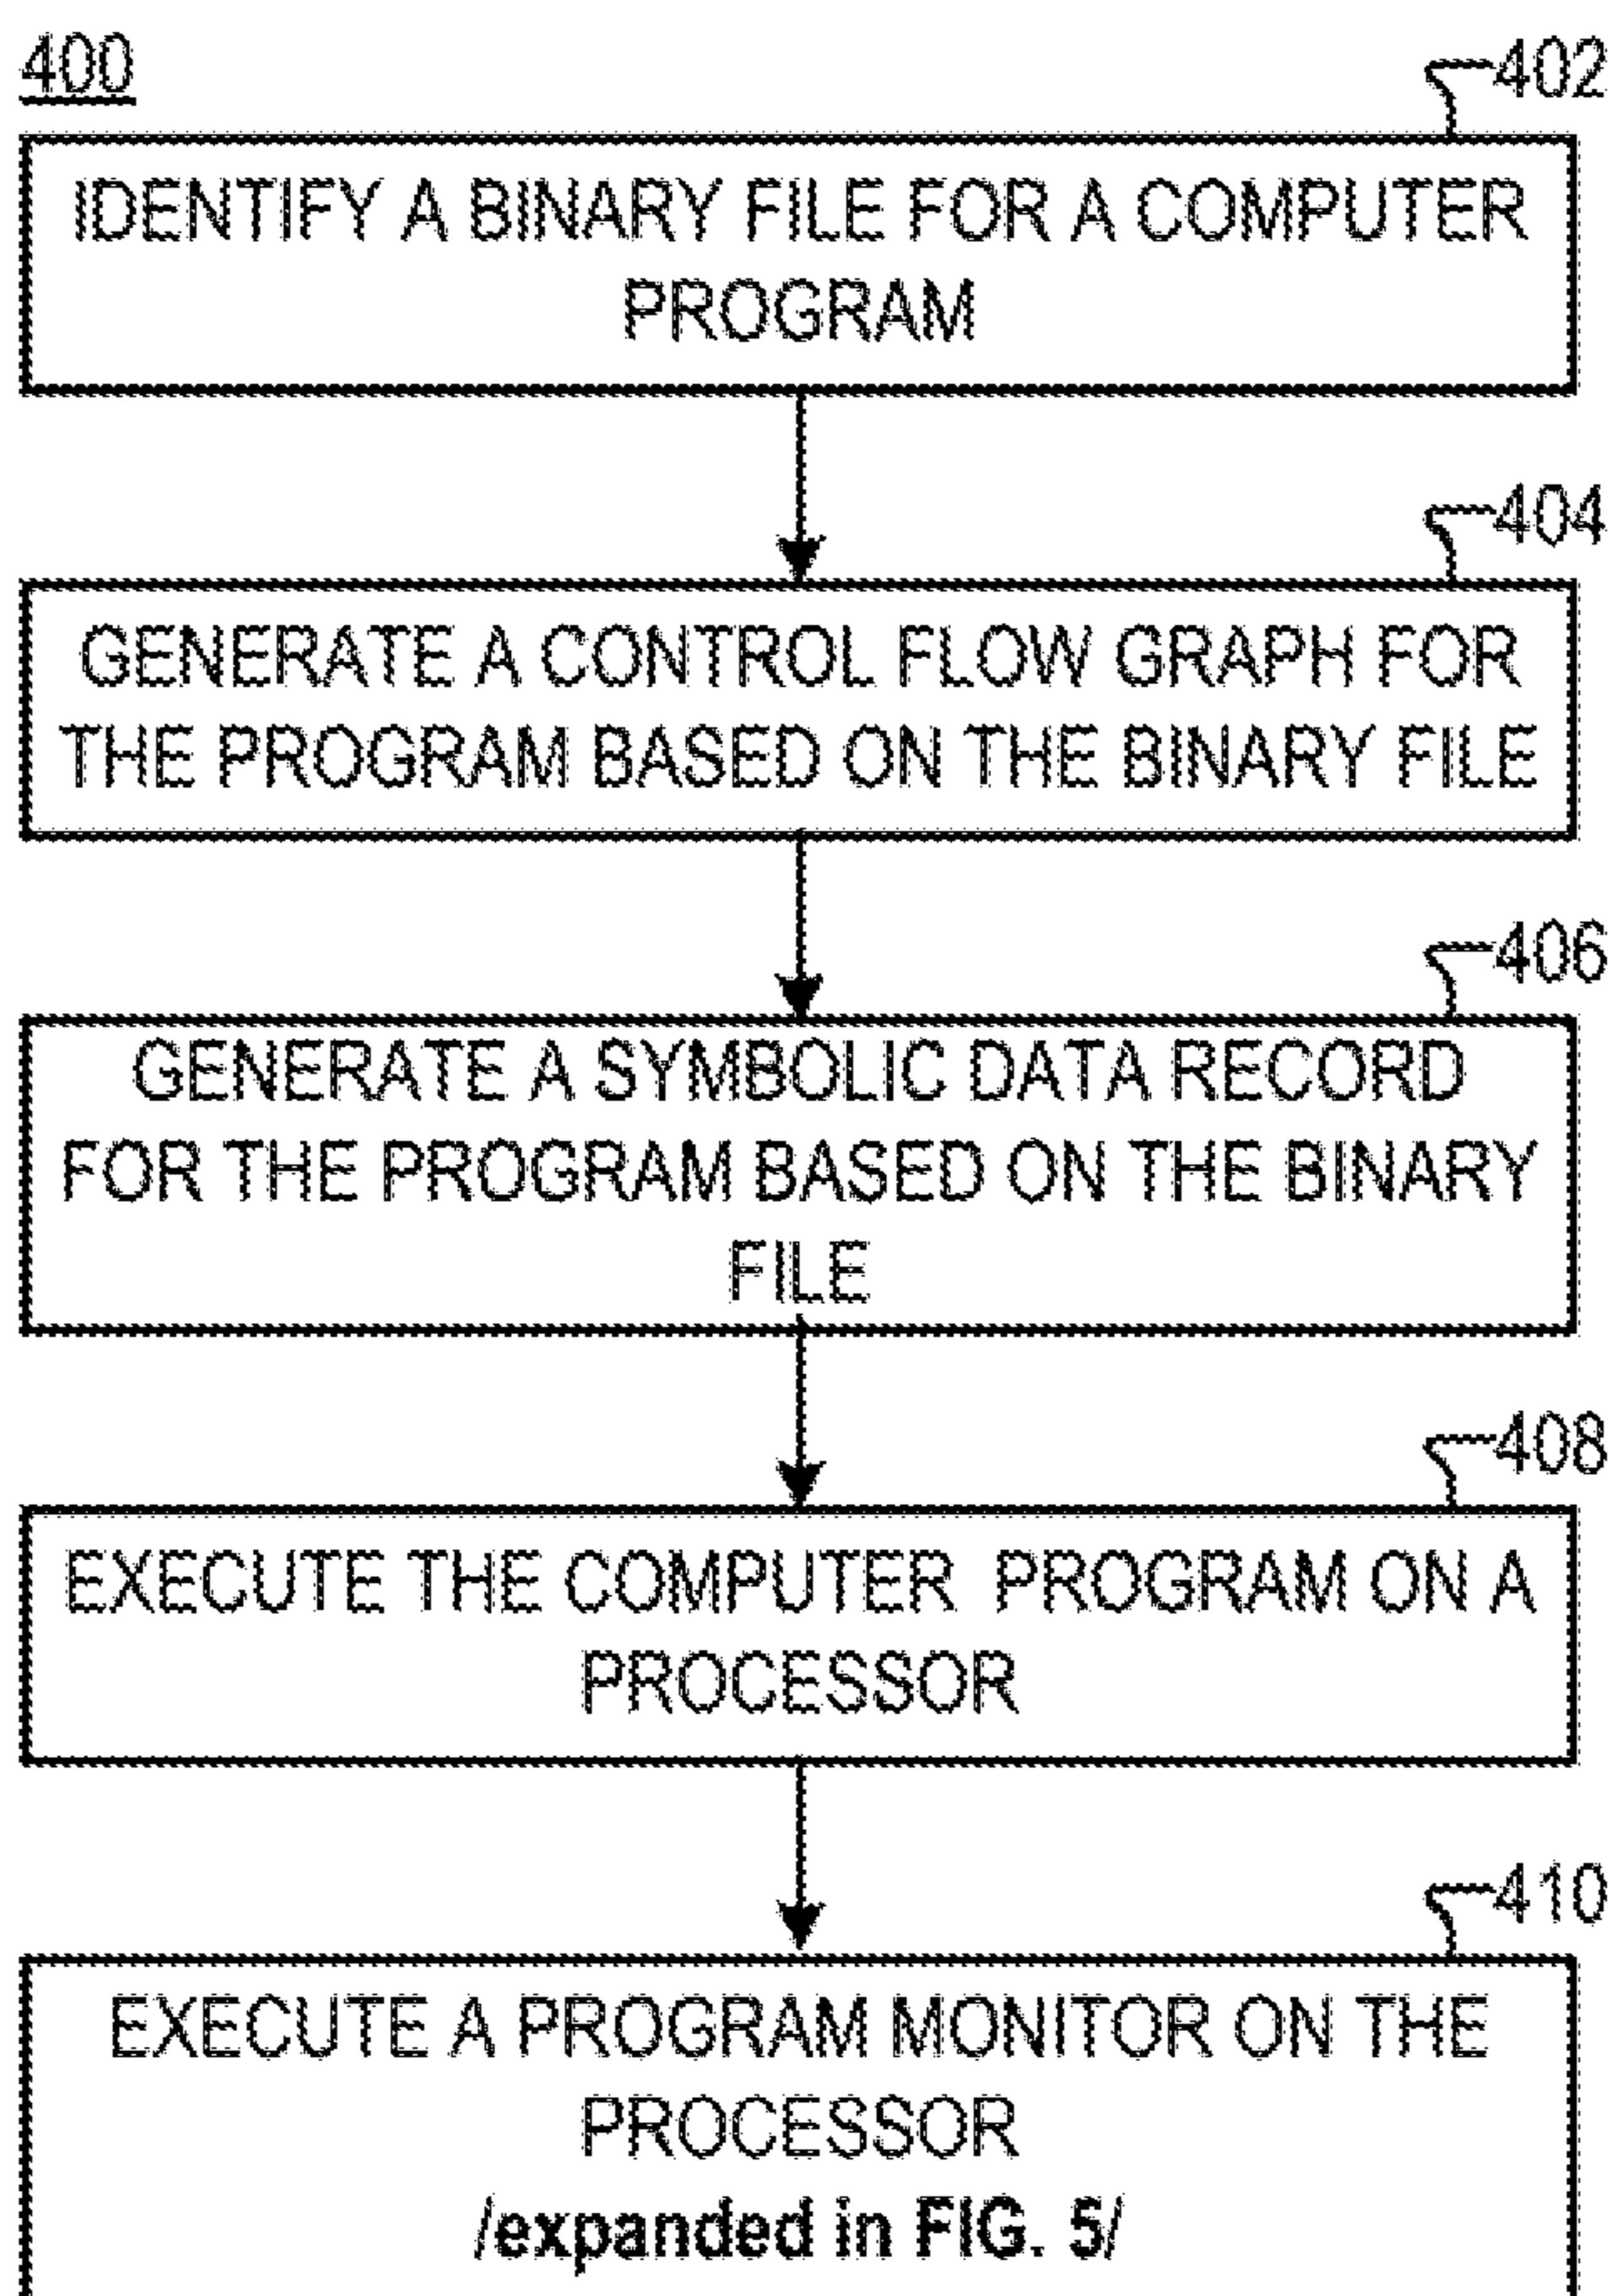 400
402
IDENTIFY A BINARY FILE FOR A COMPUTER
PROGRAM
404
GENERATE A CONTROL FLOW GRAPH FOR
THE PROGRAM BASED ON THE BINARY FILE
406
GENERATE A SYMBOLIC DATA RECORD
FOR THE PROGRAM BASED ON THE BINARY
FILE
408
EXECUTE THE COMPUTER PROGRAM ON A
PROCESSOR
410
EXECUTE A PROGRAM MONITOR ON THE
PROCESSOR
/expanded in FIG. 5/